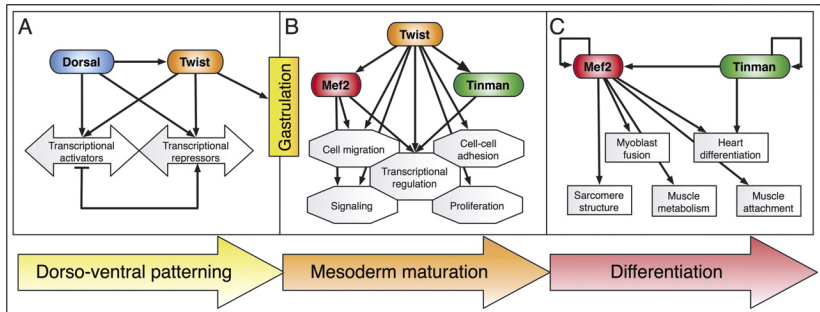 A
Dorsal
Twist
Transcriptional
activators
Transcriptional
repressors
Gastrulation
B
Twist
Mef2
Tinman
Cell migration
Cell-cell
adhesion
Transcriptional
regulation
Signaling
Proliferation
C
Mef2
Tinman
Myoblast
fusion
Heart
differentiation
Sarcomere
structure
Muscle
metabolism
Muscle
attachment
Dorso-ventral patterning
Mesoderm maturation
Differentiation